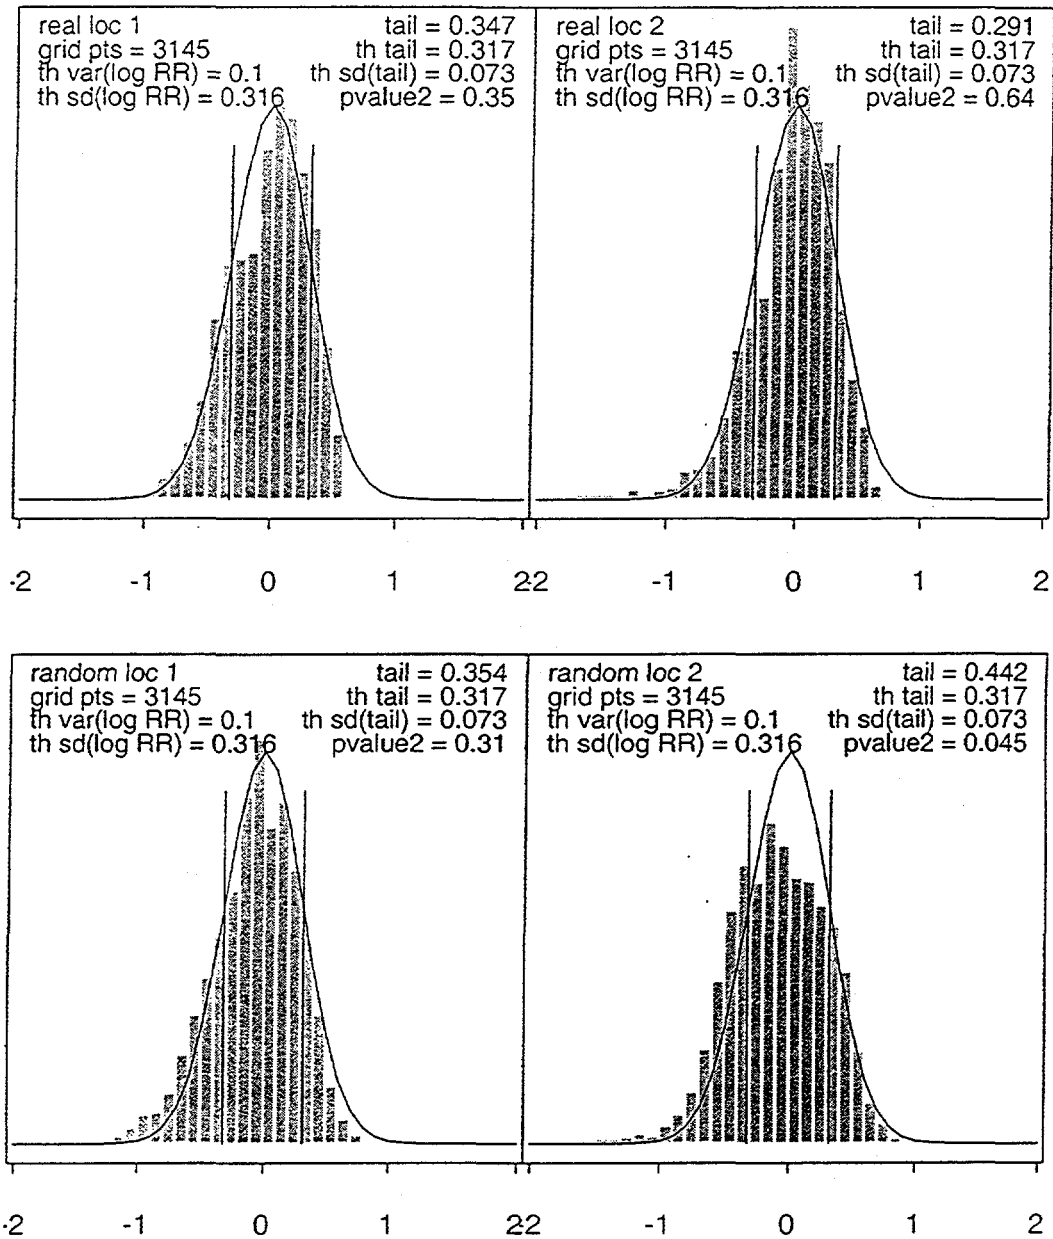 real loc 1 tail = 0.347
grid pts = 3145 th tail = 0.317
th var(log RR) = 0.1 th sd(tail) = 0.073
th sd(log RR) = 0.316 pvalue2 = 0.35
real loc 2 tail = 0.291
grid pts = 3145 th tail = 0.317
th var(log RR) = 0.1 th sd(tail) = 0.073
th sd(log RR) = 0.316 pvalue2 = 0.64
-2 -1 0 1 2
-2 -1 0 1 2
random loc 1 tail = 0.354
grid pts = 3145 th tail = 0.317
th var(log RR) = 0.1 th sd(tail) = 0.073
th sd(log RR) = 0.316 pvalue2 = 0.31
random loc 2 tail = 0.442
grid pts = 3145 th tail = 0.317
th var(log RR) = 0.1 th sd(tail) = 0.073
th sd(log RR) = 0.316 pvalue2 = 0.045
-2 -1 0 1 2
-2 -1 0 1 2